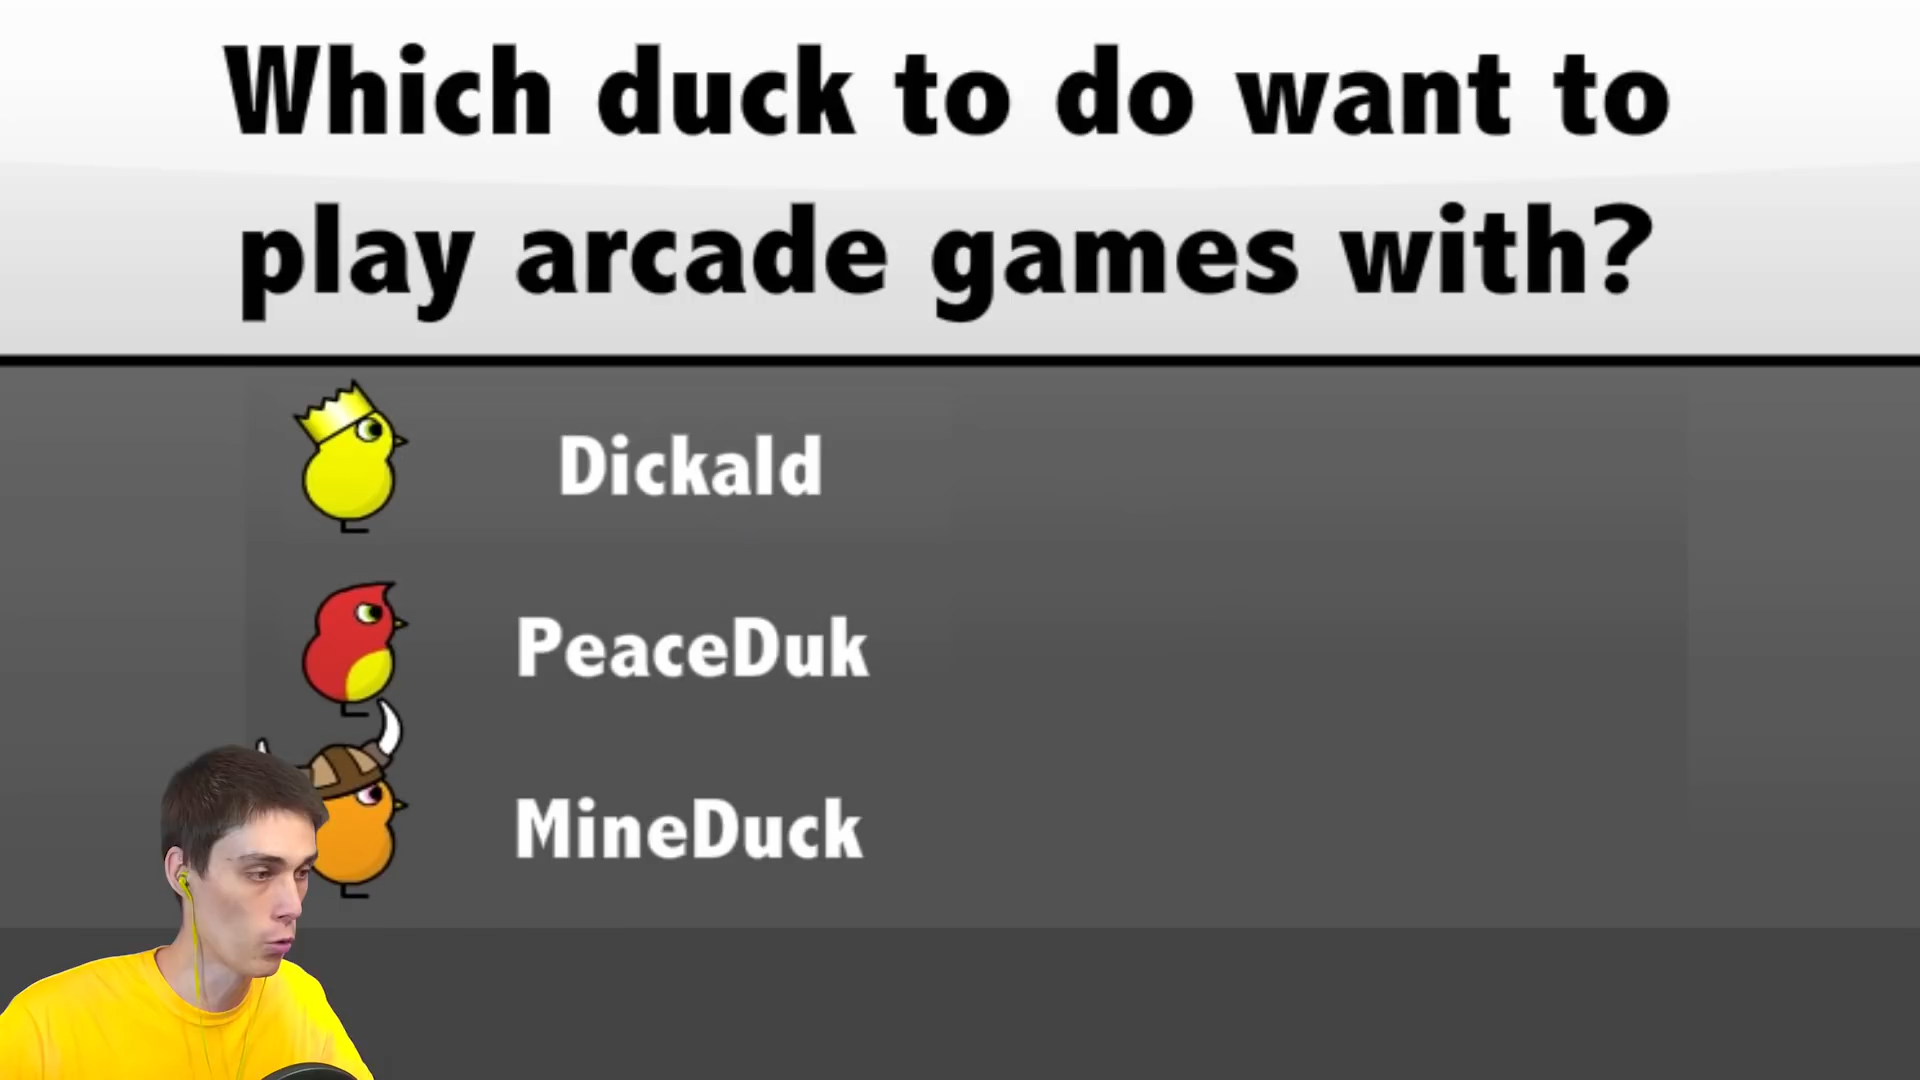 Which duck to do want to
play arcade games with?
Dickald
PeaceDuk
MineDuck